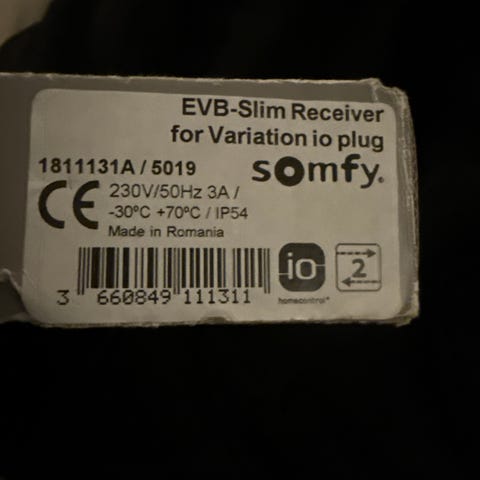 EVB-Slim Receiver
for Variation io plug
1811131A / 5019
somfy.
CE
230V/50Hz 3A /
-30ºC +70ºC / IP54
Made in Romania
3 660849 111311
io
homecontrol®
2